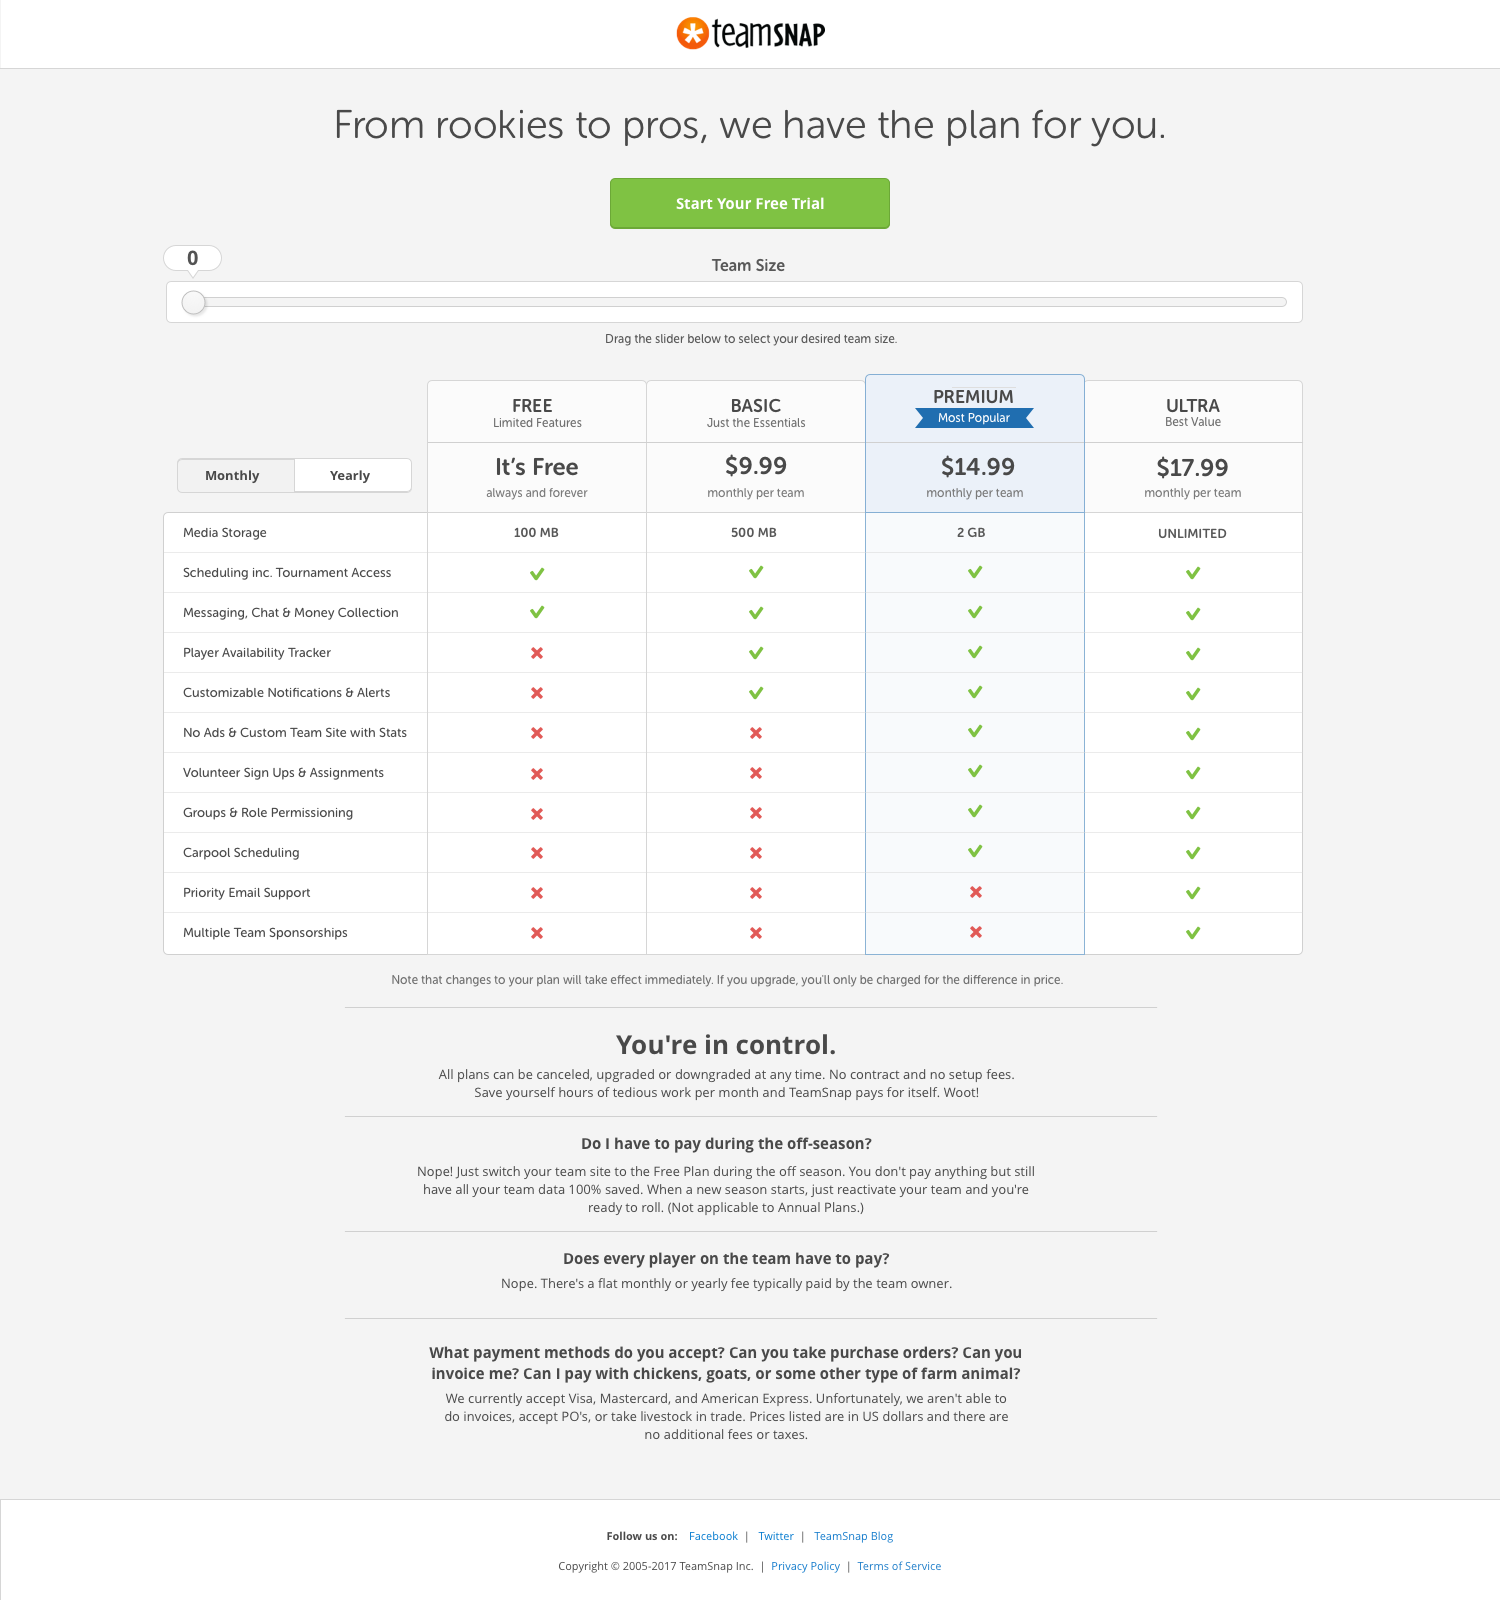 teamSNAP
From rookies to pros, we have the plan for you.
Start Your Free Trial
0
Team Size
Drag the slider below to select your desired team size.
FREE
Limited Features
BASIC
Just the Essentials
PREMIUM
Most Popular
ULTRA
Best Value
Monthly Yearly
It's Free
always and forever
$9.99
monthly per team
$14.99
monthly per team
$17.99
monthly per team
Media Storage 100 MB 500 MB 2 GB UNLIMITED
Scheduling inc. Tournament Access
Messaging, Chat & Money Collection
Player Availability Tracker
Customizable Notifications & Alerts
No Ads & Custom Team Site with Stats
Volunteer Sign Ups & Assignments
Groups & Role Permissioning
Carpool Scheduling
Priority Email Support
Multiple Team Sponsorships
Note that changes to your plan will take effect immediately. If you upgrade, you'll only be charged for the difference in price.
You're in control.
All plans can be canceled, upgraded or downgraded at any time. No contract and no setup fees.
Save yourself hours of tedious work per month and TeamSnap pays for itself. Woot!
Do I have to pay during the off-season?
Nope! Just switch your team site to the Free Plan during the off season. You don't pay anything but still
have all your team data 100% saved. When a new season starts, just reactivate your team and you're
ready to roll. (Not applicable to Annual Plans.)
Does every player on the team have to pay?
Nope. There's a flat monthly or yearly fee typically paid by the team owner.
What payment methods do you accept? Can you take purchase orders? Can you
invoice me? Can I pay with chickens, goats, or some other type of farm animal?
We currently accept Visa, Mastercard, and American Express. Unfortunately, we aren't able to
do invoices, accept PO's, or take livestock in trade. Prices listed are in US dollars and there are
no additional fees or taxes.
Follow us on: Facebook | Twitter | TeamSnap Blog
Copyright © 2005-2017 TeamSnap Inc. | Privacy Policy | Terms of Service